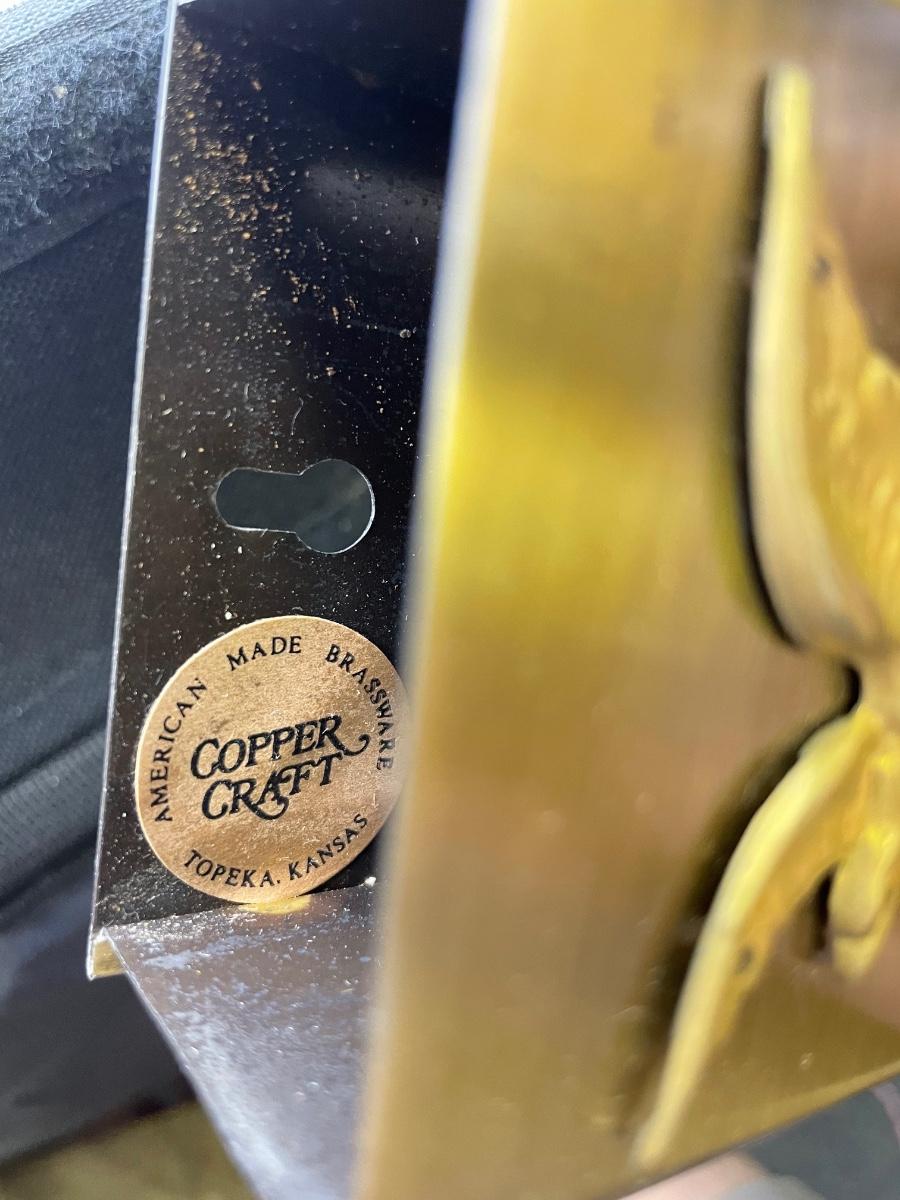 AMERICAN MADE BRASSWARE
COPPER
CRAFT
TOPEKA, KANSAS